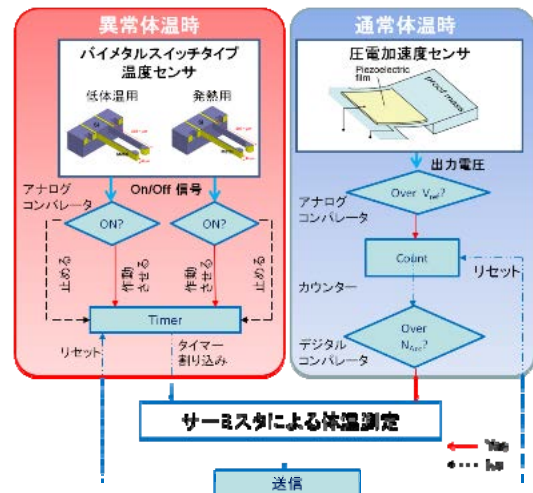 異常体温時
バイメタルスイッチタイプ
温度センサ
低体温用
発熱用
アナログ
コンパレータ
On/Off 信号
ON?
ON?
止める
作動
させる
作動
させる
止める
Timer
リセット
タイマー
割り込み
通常体温時
圧電加速度センサ
Piezoelectric
film
proof mass
出力電圧
アナログ
コンパレータ
Over Vref?
Count
リセット
カウンター
Over
NAcc?
デジタル
コンパレータ
サーミスタによる体温測定
Yes
送信